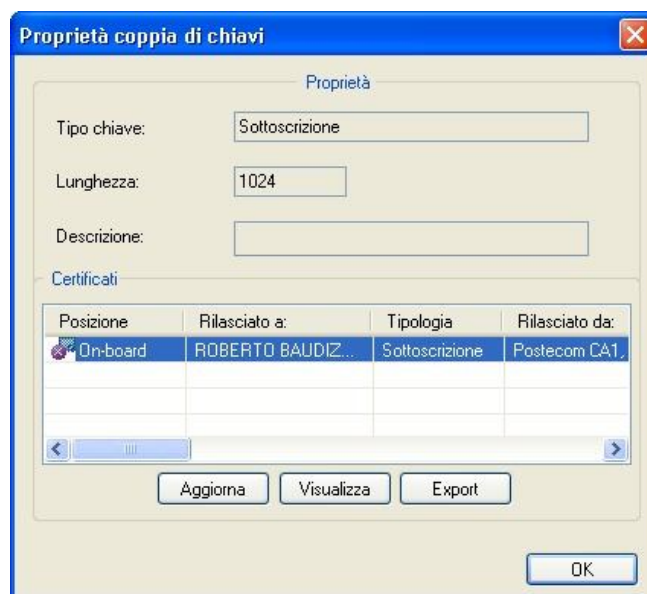 Proprietà coppia di chiavi
Proprietà
Tipo chiave: Sottoscrizione
Lunghezza: 1024
Descrizione:
Certificati
Posizione Rilasciato a: Tipologia Rilasciato da:
On-board ROBERTO BAUDIZ... Sottoscrizione Postecom CA1,
Aggiorna Visualizza Export
OK